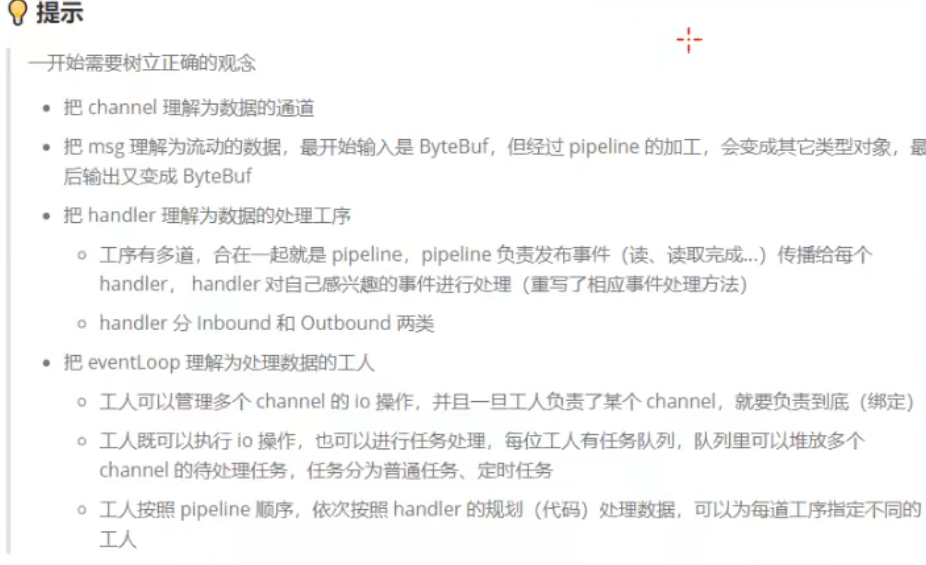 提示
一开始需要树立正确的观念
把 channel 理解为数据的通道
把 msg 理解为流动的数据，最开始输入是 ByteBuf，但经过 pipeline 的加工，会变成其它类型对象，最
后输出又变成 ByteBuf
把 handler 理解为数据的处理工序
工序有多道，合在一起就是 pipeline，pipeline 负责发布事件（读、读取完成...）传播给每个
handler， handler 对自己感兴趣的事件进行处理（重写了相应事件处理方法）
handler 分 Inbound 和 Outbound 两类
把 eventLoop 理解为处理数据的工人
工人可以管理多个 channel 的 io 操作，并且一旦工人负责了某个 channel，就要负责到底（绑定）
工人既可以执行 io 操作，也可以进行任务处理，每位工人有任务队列，队列里可以堆放多个
channel 的待处理任务，任务分为普通任务、定时任务
工人按照 pipeline 顺序，依次按照 handler 的规划（代码）处理数据，可以为每道工序指定不同的
工人